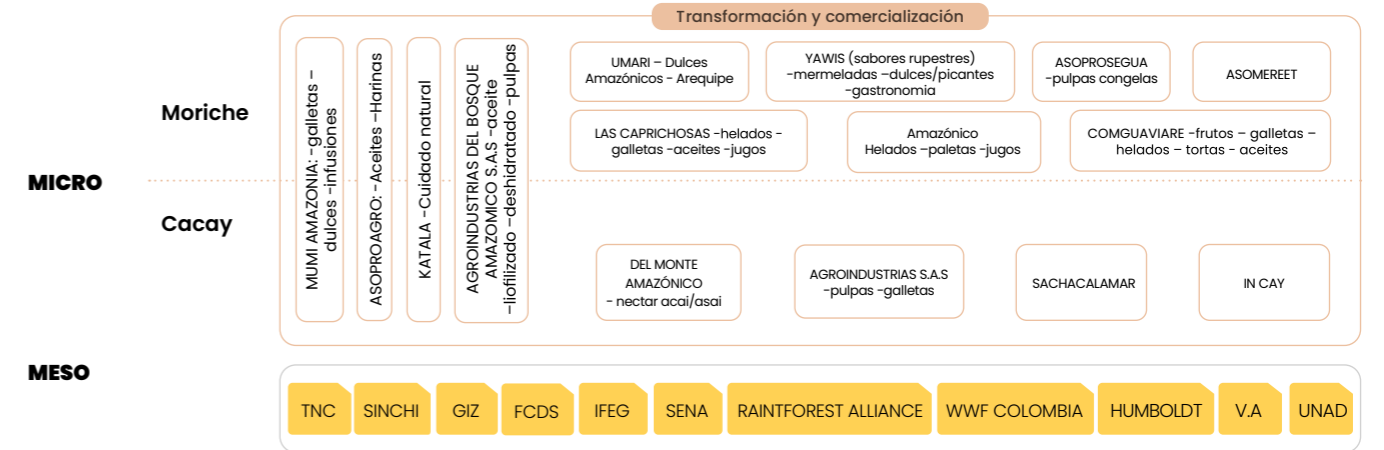 Transformación y comercialización
MICRO
Moriche
Cacay
MUMI AMAZONIA: -galletas –
dulces -infusiones
ASOPROAGRO: - Aceites –Harinas
KATALA -Cuidado natural
AGROINDUSTRIAS DEL BOSQUE
AMAZOMICO S.A.S -aceite
–liofilizado –deshidratado -pulpas
UMARI – Dulces
Amazónicos - Arequipe
YAWIS (sabores rupestres)
-mermeladas –dulces/picantes
-gastronomia
ASOPROSEGUA
-pulpas congelas
ASOMEREET
LAS CAPRICHOSAS -helados -
galletas -aceites -jugos
Amazónico
Helados –paletas -jugos
COMGUAVIARE -frutos – galletas –
helados – tortas - aceites
DEL MONTE
AMAZÓNICO
- nectar acai/asai
AGROINDUSTRIAS S.A.S
-pulpas -galletas
SACHACALAMAR
IN CAY
MESO
TNC
SINCHI
GIZ
FCDS
IFEG
SENA
RAINTFOREST ALLIANCE
WWF COLOMBIA
HUMBOLDT
V.A
UNAD